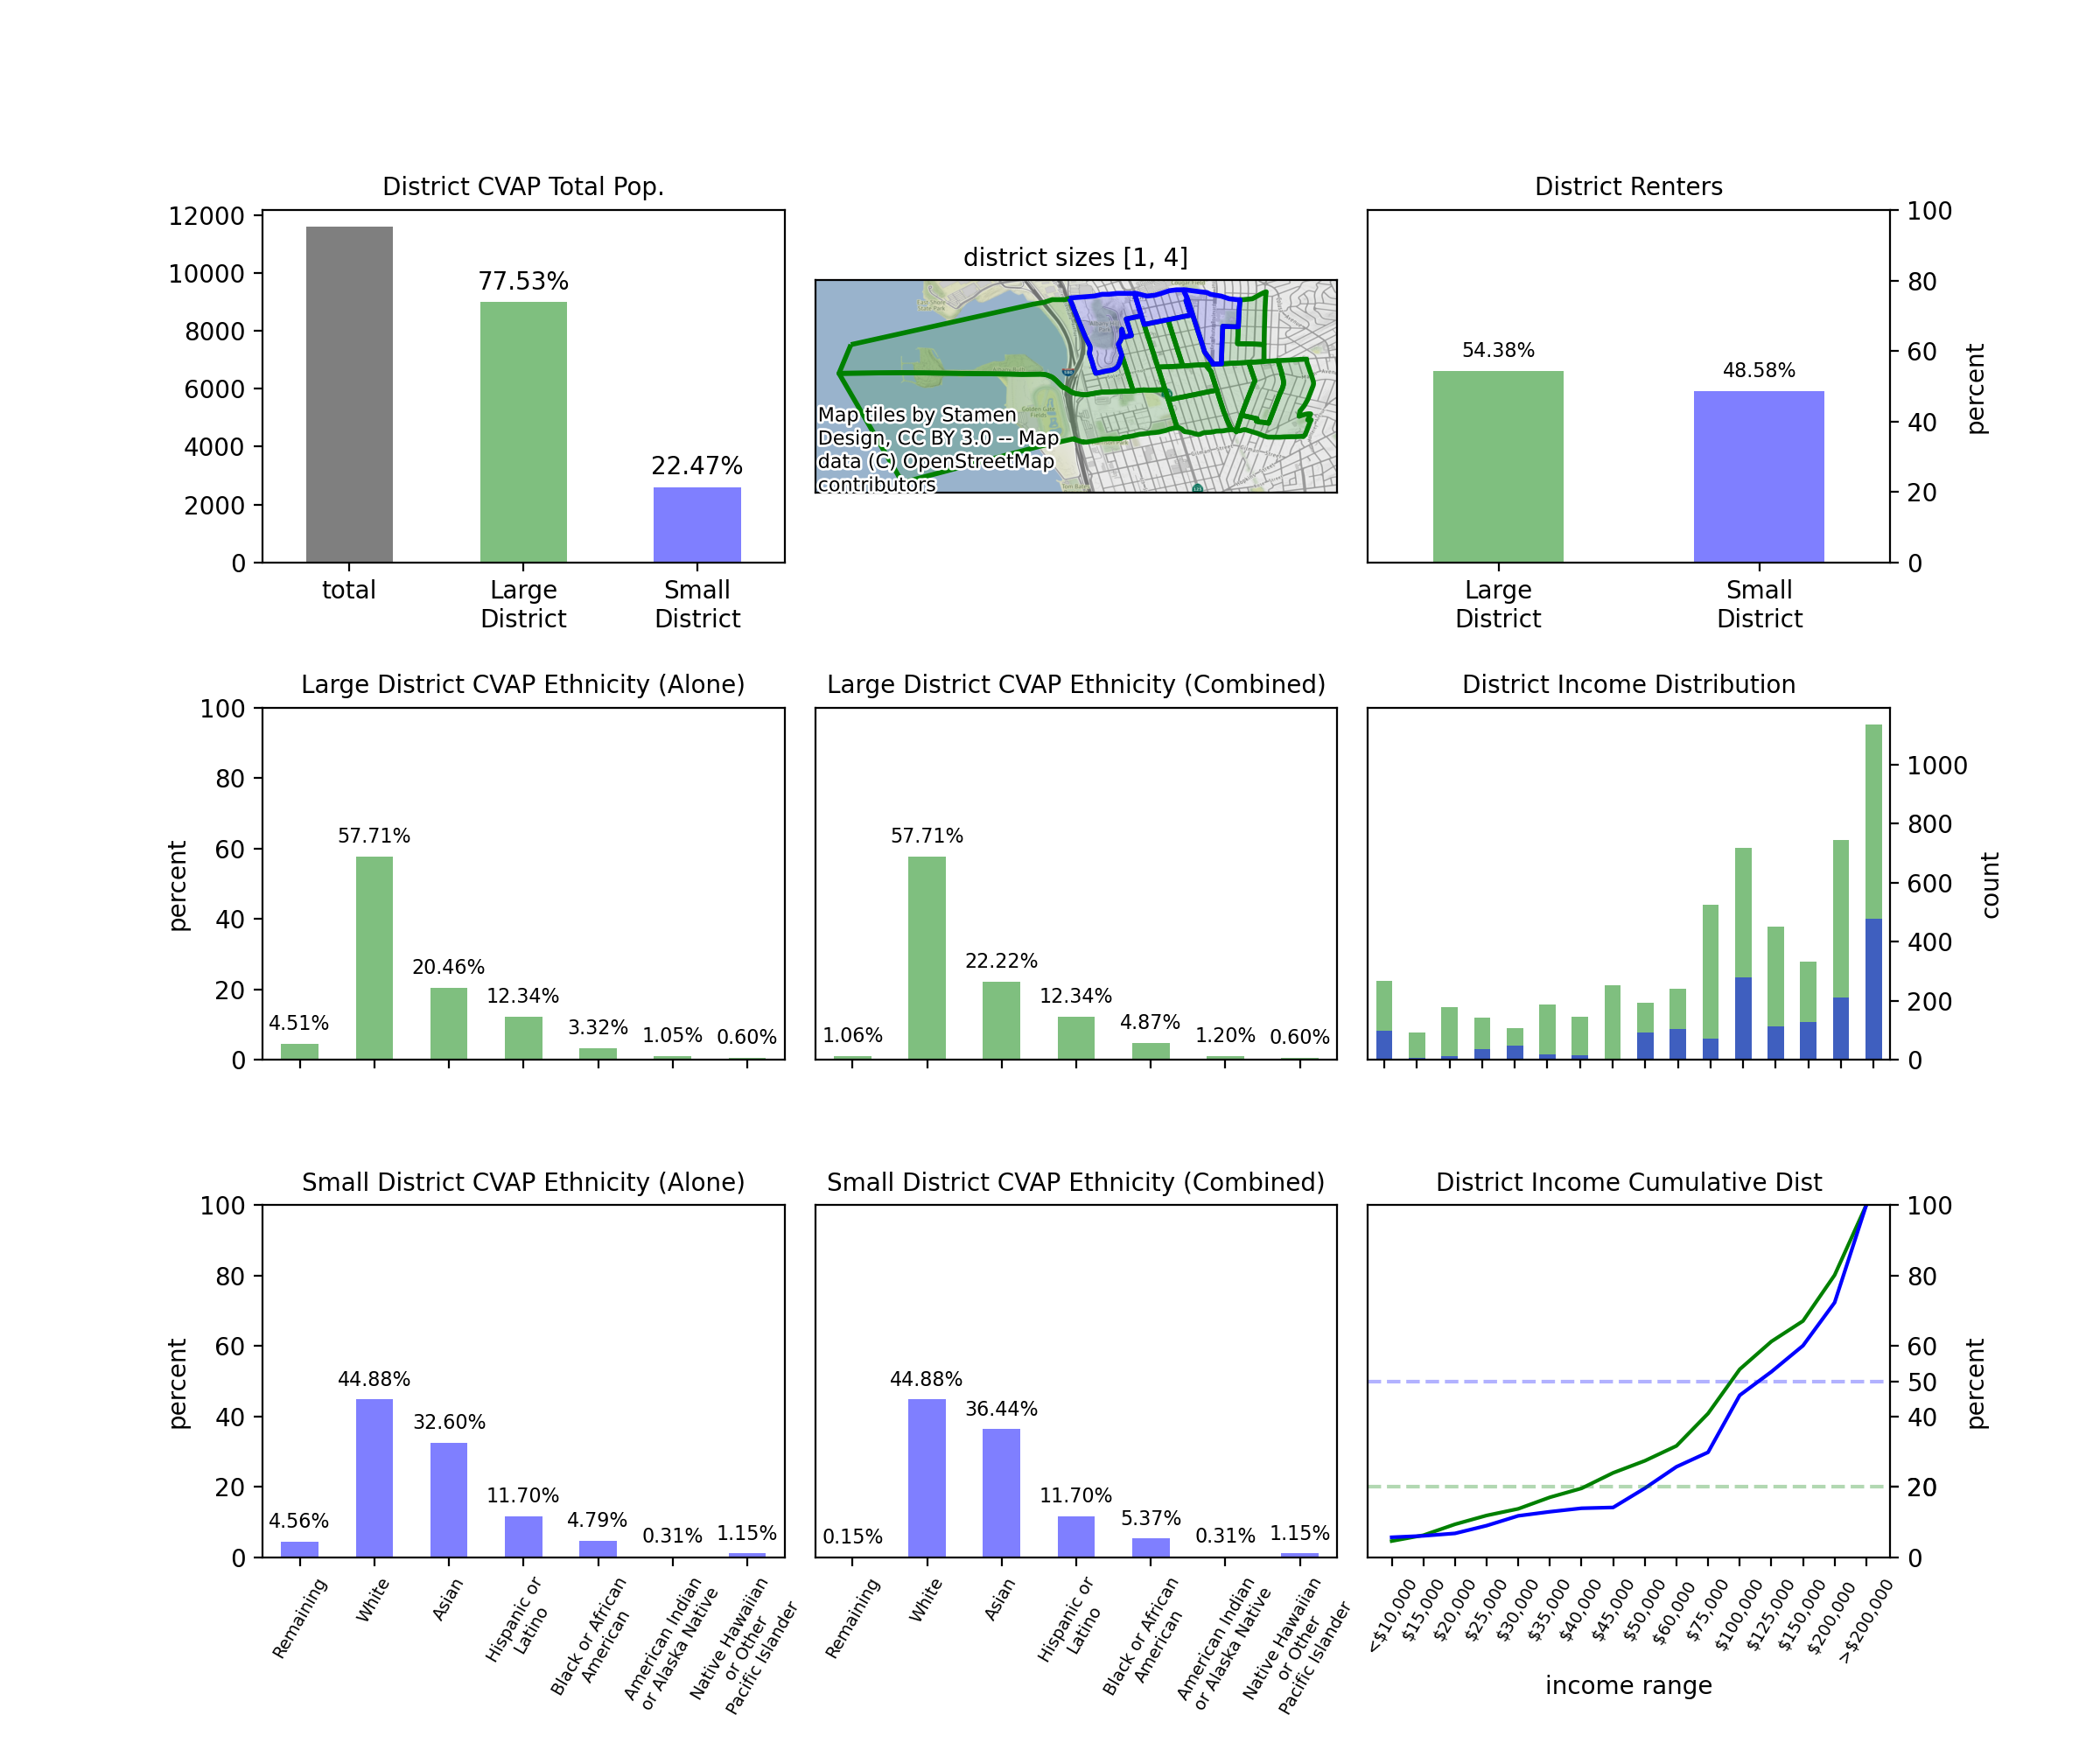 District CVAP Total Pop.
12000
10000
8000
6000
4000
2000
0
77.53%
22.47%
total
Large
District
Small
District
district sizes [1, 4]
Map tiles by Stamen
Design, CC BY 3.0 -- Map
data (C) OpenStreetMap
contributors
District Renters
54.38%
48.58%
100
80
60
40
20
0
percent
Large
District
Small
District
Large District CVAP Ethnicity (Alone)
percent
100
80
60
40
20
0
4.51%
57.71%
20.46%
12.34%
3.32%
1.05%
0.60%
Large District CVAP Ethnicity (Combined)
1.06%
57.71%
22.22%
12.34%
4.87%
1.20%
0.60%
District Income Distribution
1000
800
600
400
200
0
count
Small District CVAP Ethnicity (Alone)
percent
100
80
60
40
20
0
4.56%
44.88%
32.60%
11.70%
4.79%
0.31%
1.15%
Remaining
White
Asian
Hispanic or
Latino
Black or African
American
American Indian
or Alaska Native
Native Hawaiian
or Other
Pacific Islander
Small District CVAP Ethnicity (Combined)
0.15%
44.88%
36.44%
11.70%
5.37%
0.31%
1.15%
Remaining
White
Asian
Hispanic or
Latino
Black or African
American
American Indian
or Alaska Native
Native Hawaiian
or Other
Pacific Islander
District Income Cumulative Dist
100
80
60
50
40
20
0
percent
<$10,000
$15,000
$20,000
$25,000
$30,000
$35,000
$40,000
$45,000
$50,000
$60,000
$75,000
$100,000
$125,000
$150,000
$200,000
>$200,000
income range